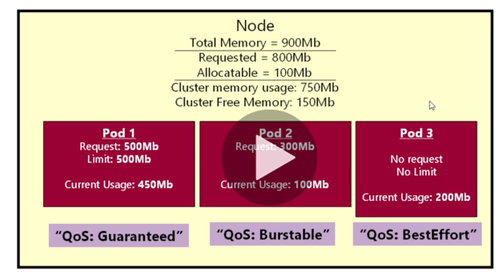 Node
Total Memory = 900Mb
Requested = 800Mb
Allocatable = 100Mb
Cluster memory usage: 750Mb
Cluster Free Memory: 150Mb
Pod 1
Request: 500Mb
Limit: 500Mb
Current Usage: 450Mb
"QoS: Guaranteed"
Pod 2
Request: 300Mb
Current Usage: 100Mb
"QoS: Burstable"
Pod 3
No request
No Limit
Current Usage: 200Mb
"QoS: BestEffort"